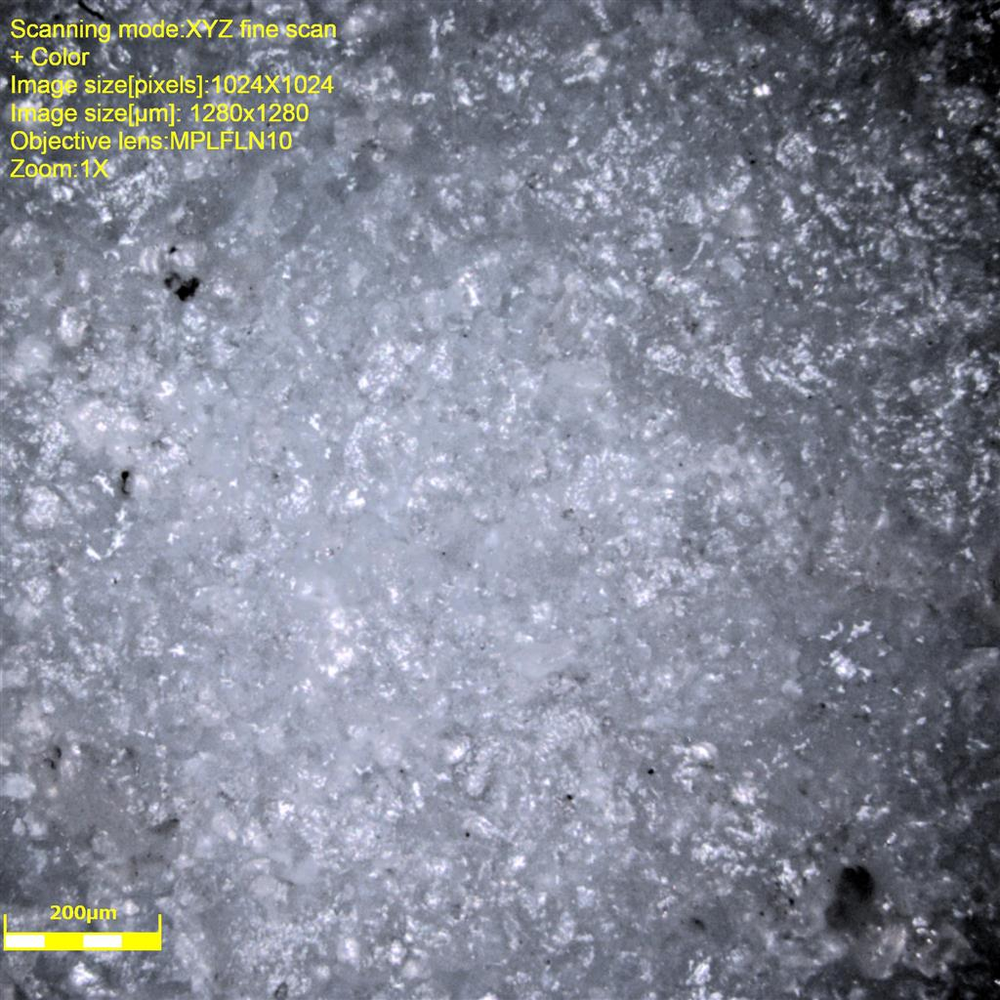 Scanning mode:XYZ fine scan
+ Color
Image size[pixels]:1024X1024
Image size[µm]: 1280x1280
Objective lens:MPLFLN10
Zoom:1X
200µm